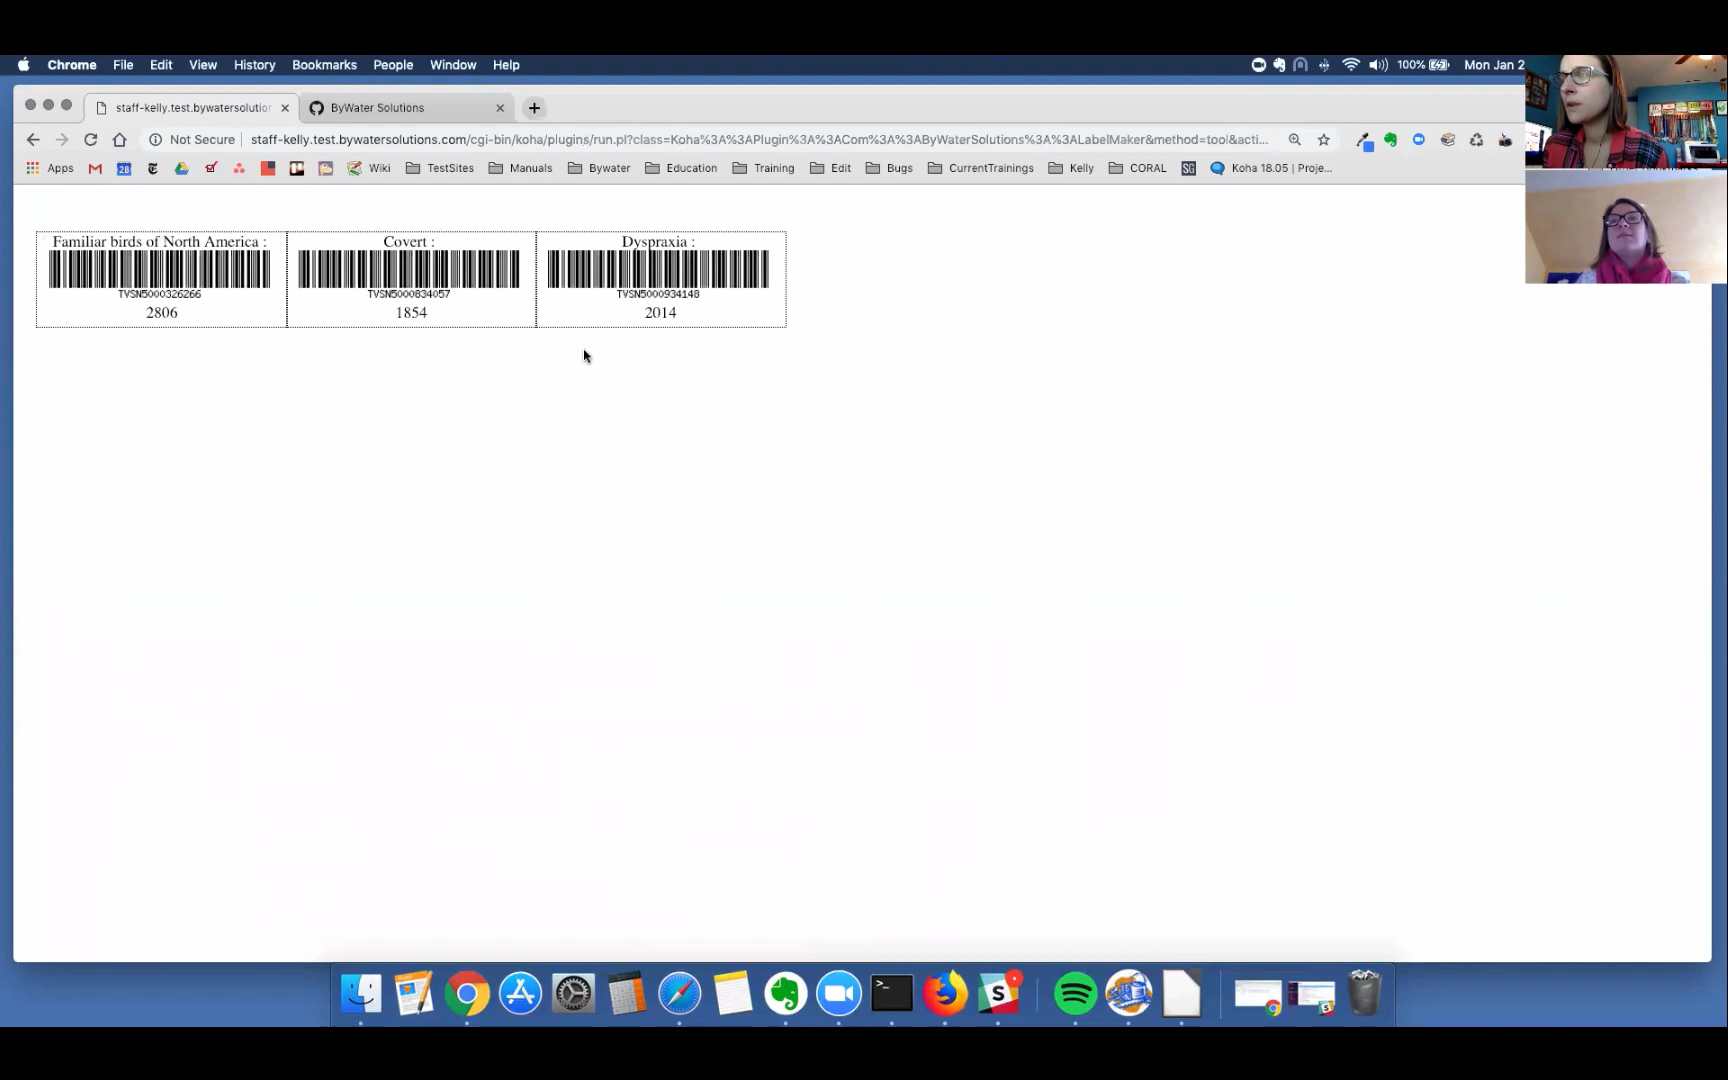 Chrome File Edit View History Bookmarks People Window Help 100% Mon Jan 2
staff-kelly.test.bywatersolution ByWater Solutions
Not Secure staff-kelly.test.bywatersolutions.com/cgi-bin/koha/plugins/run.pl?class=Koha%3A%3APlugin%3A%3ACom%3A%3AByWaterSolutions%3A%3ALabelMaker&method=tool&acti...
Apps 28 Wiki TestSites Manuals Bywater Education Training Edit Bugs CurrentTrainings Kelly CORAL SG Koha 18.05 | Proje...
Familiar birds of North America : Covert : Dyspraxia :
TVSN5000326266 TVSN5000834057 TVSN5000934148
2806 1854 2014